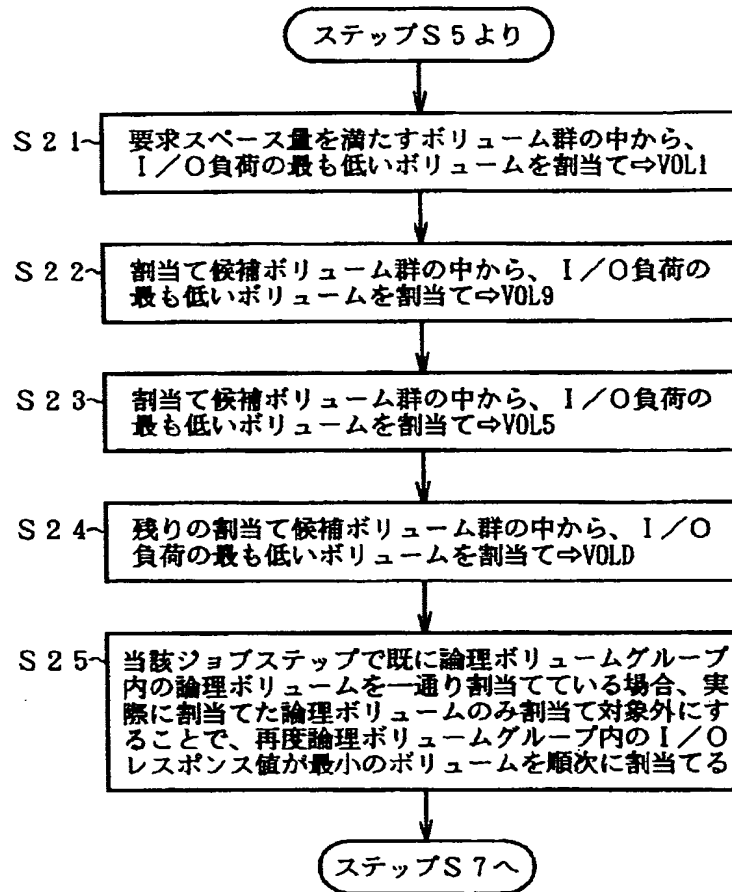 ステップS5より
S21
要求スペース量を満たすボリューム群の中から、
I/O負荷の最も低いボリュームを割当て⇨VOL1
S22
割当て候補ボリューム群の中から、I/O負荷の
最も低いボリュームを割当て⇨VOL9
S23
割当て候補ボリューム群の中から、I/O負荷の
最も低いボリュームを割当て⇨VOL5
S24
残りの割当て候補ボリューム群の中から、I/O
負荷の最も低いボリュームを割当て⇨VOLD
S25
当該ジョブステップで既に論理ボリュームグループ
内の論理ボリュームを一通り割当てている場合、実
際に割当てた論理ボリュームのみ割当て対象外にす
ることで、再度論理ボリュームグループ内のI/O
レスポンス値が最小のボリュームを順次に割当てる
ステップS7へ